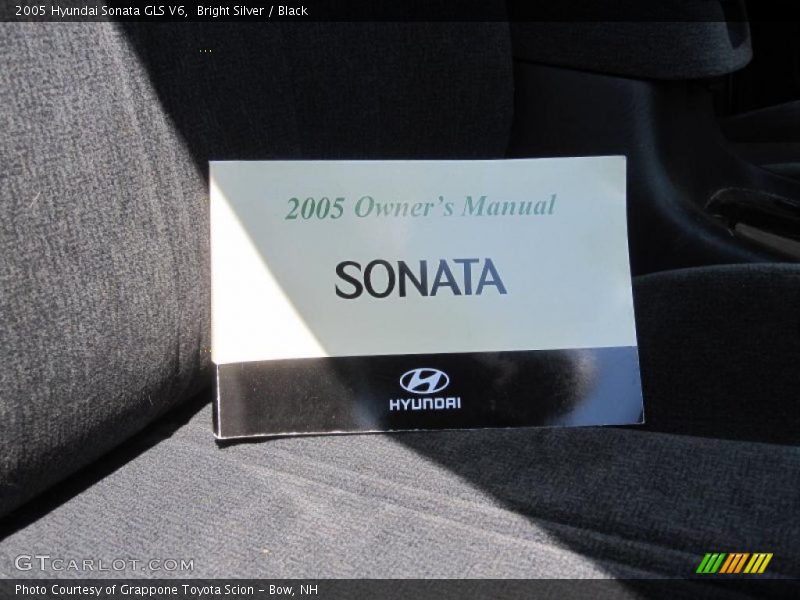 2005 Hyundai Sonata GLS V6,  Bright Silver / Black
2005 Owner's Manual
SONATA
HYUNDAI
GTCARLOT.COM
Photo Courtesy of Grappone Toyota Scion - Bow, NH